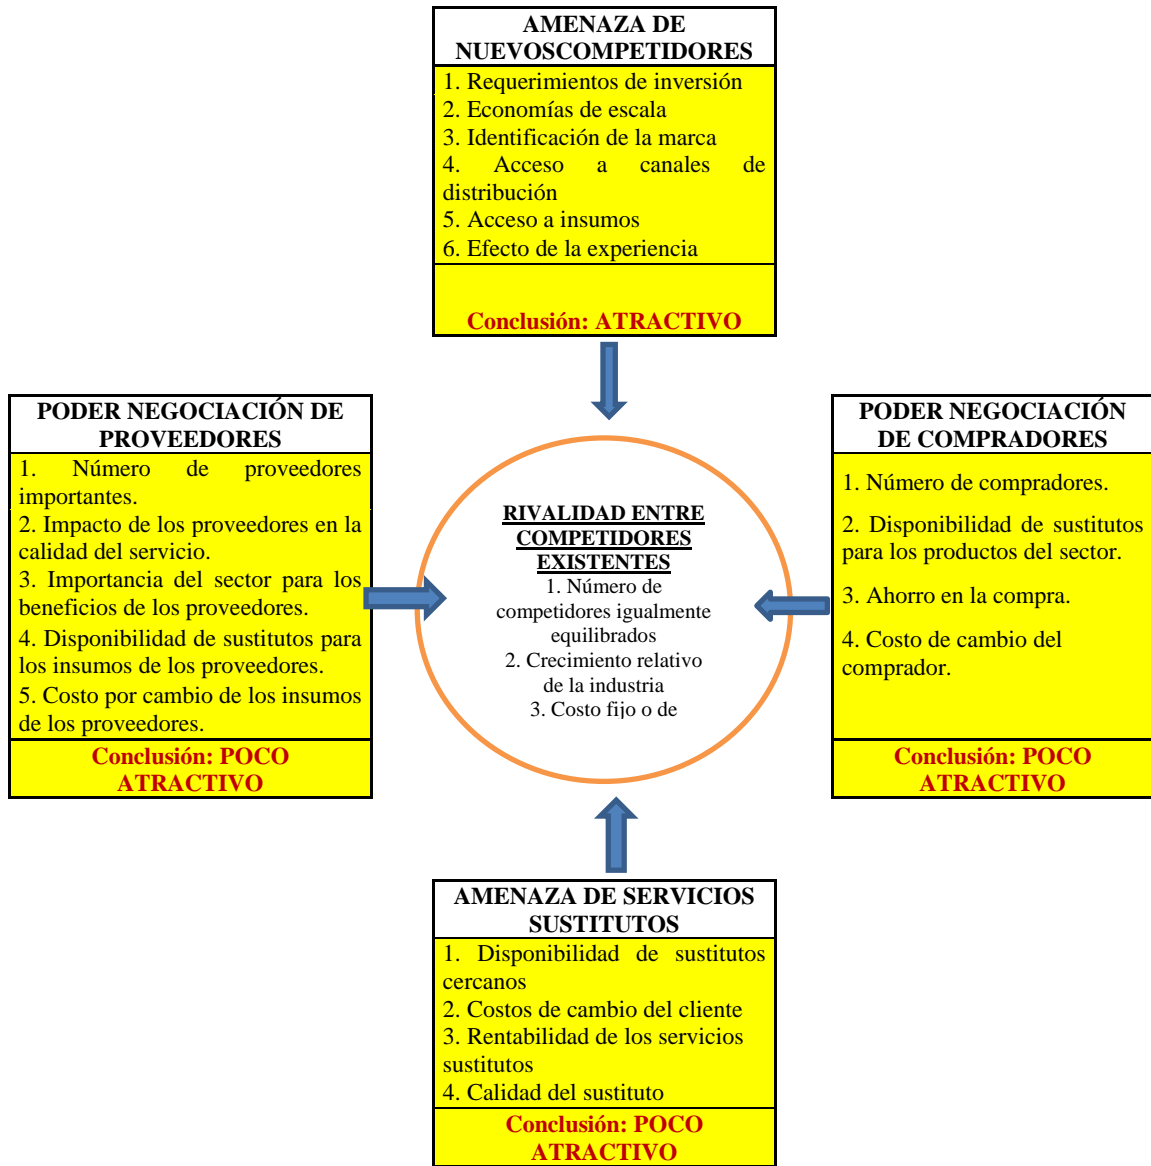 AMENAZA DE
NUEVOSCOMPETIDORES
1. Requerimientos de inversión
2. Economías de escala
3. Identificación de la marca
4. Acceso a canales de
distribución
5. Acceso a insumos
6. Efecto de la experiencia
Conclusión: ATRACTIVO
PODER NEGOCIACIÓN DE
PROVEEDORES
1. Número de proveedores
importantes.
2. Impacto de los proveedores en la
calidad del servicio.
3. Importancia del sector para los
beneficios de los proveedores.
4. Disponibilidad de sustitutos para
los insumos de los proveedores.
5. Costo por cambio de los insumos
de los proveedores.
Conclusión: POCO
ATRACTIVO
RIVALIDAD ENTRE
COMPETIDORES
EXISTENTES
1. Número de
competidores igualmente
equilibrados
2. Crecimiento relativo
de la industria
3. Costo fijo o de
PODER NEGOCIACIÓN
DE COMPRADORES
1. Número de compradores.
2. Disponibilidad de sustitutos
para los productos del sector.
3. Ahorro en la compra.
4. Costo de cambio del
comprador.
Conclusión: POCO
ATRACTIVO
AMENAZA DE SERVICIOS
SUSTITUTOS
1. Disponibilidad de sustitutos
cercanos
2. Costos de cambio del cliente
3. Rentabilidad de los servicios
sustitutos
4. Calidad del sustituto
Conclusión: POCO
ATRACTIVO